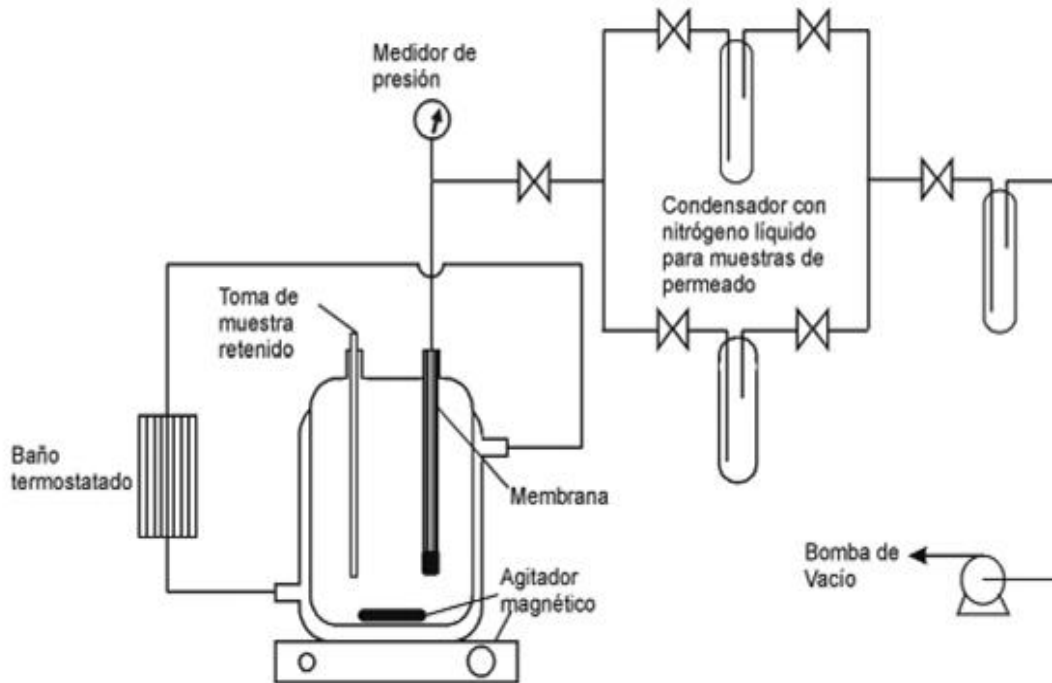 Medidor de
presión
Condensador con
nitrógeno líquido
para muestras de
permeado
Toma de
muestra
retenido
Baño
termostatado
Membrana
Agitador
magnético
Bomba de
Vacío